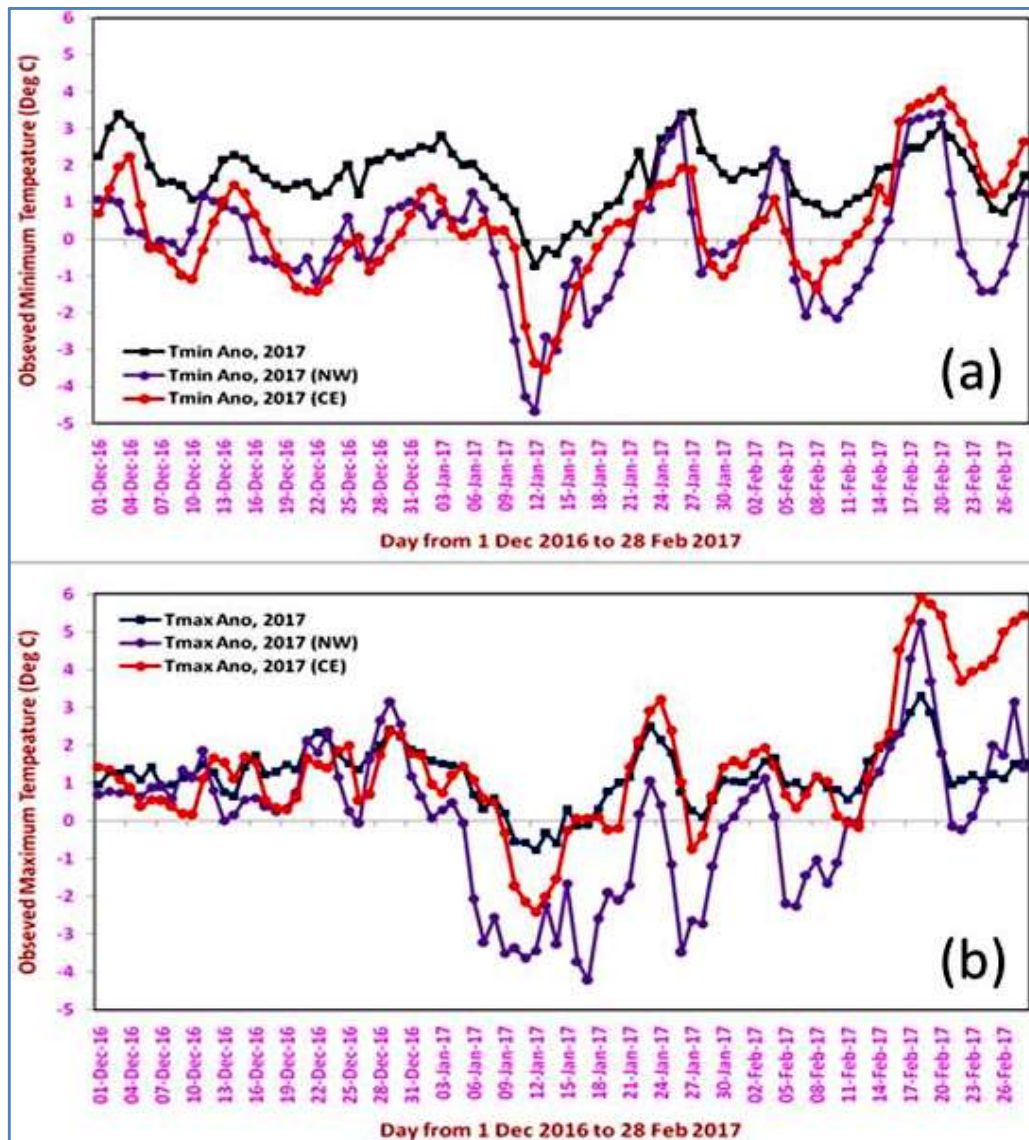 6
5
4
3
2
1
0
-1
-2
-3
-4
-5
Obseved Minimum Tempeature (Deg C)
Tmin Ano, 2017
Tmin Ano, 2017 (NW)
Tmin Ano, 2017 (CE)
(a)
01-Dec-16
04-Dec-16
07-Dec-16
10-Dec-16
13-Dec-16
16-Dec-16
19-Dec-16
22-Dec-16
25-Dec-16
28-Dec-16
31-Dec-16
03-Jan-17
06-Jan-17
09-Jan-17
12-Jan-17
15-Jan-17
18-Jan-17
21-Jan-17
24-Jan-17
27-Jan-17
30-Jan-17
02-Feb-17
05-Feb-17
08-Feb-17
11-Feb-17
14-Feb-17
17-Feb-17
20-Feb-17
23-Feb-17
26-Feb-17
Day from 1 Dec 2016 to 28 Feb 2017
6
5
4
3
2
1
0
-1
-2
-3
-4
-5
Obseved Maximum Tempeature (Deg C)
Tmax Ano, 2017
Tmax Ano, 2017 (NW)
Tmax Ano, 2017 (CE)
(b)
01-Dec-16
04-Dec-16
07-Dec-16
10-Dec-16
13-Dec-16
16-Dec-16
19-Dec-16
22-Dec-16
25-Dec-16
28-Dec-16
31-Dec-16
03-Jan-17
06-Jan-17
09-Jan-17
12-Jan-17
15-Jan-17
18-Jan-17
21-Jan-17
24-Jan-17
27-Jan-17
30-Jan-17
02-Feb-17
05-Feb-17
08-Feb-17
11-Feb-17
14-Feb-17
17-Feb-17
20-Feb-17
23-Feb-17
26-Feb-17
Day from 1 Dec 2016 to 28 Feb 2017